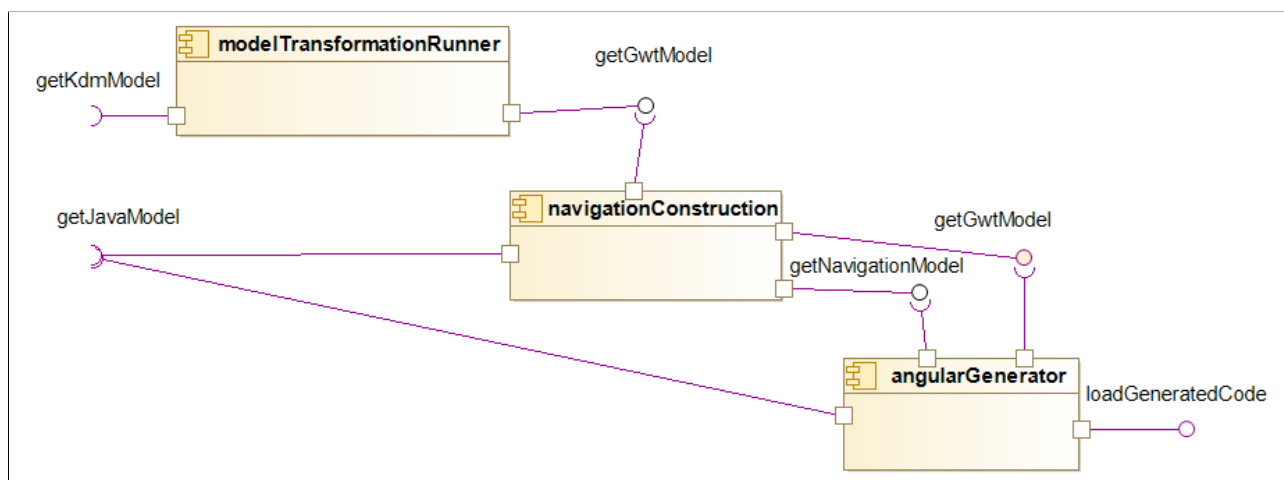 modelTransformationRunner
getGwtModel
getKdmModel
navigationConstruction
getJavaModel
getGwtModel
getNavigationModel
angularGenerator
loadGeneratedCode